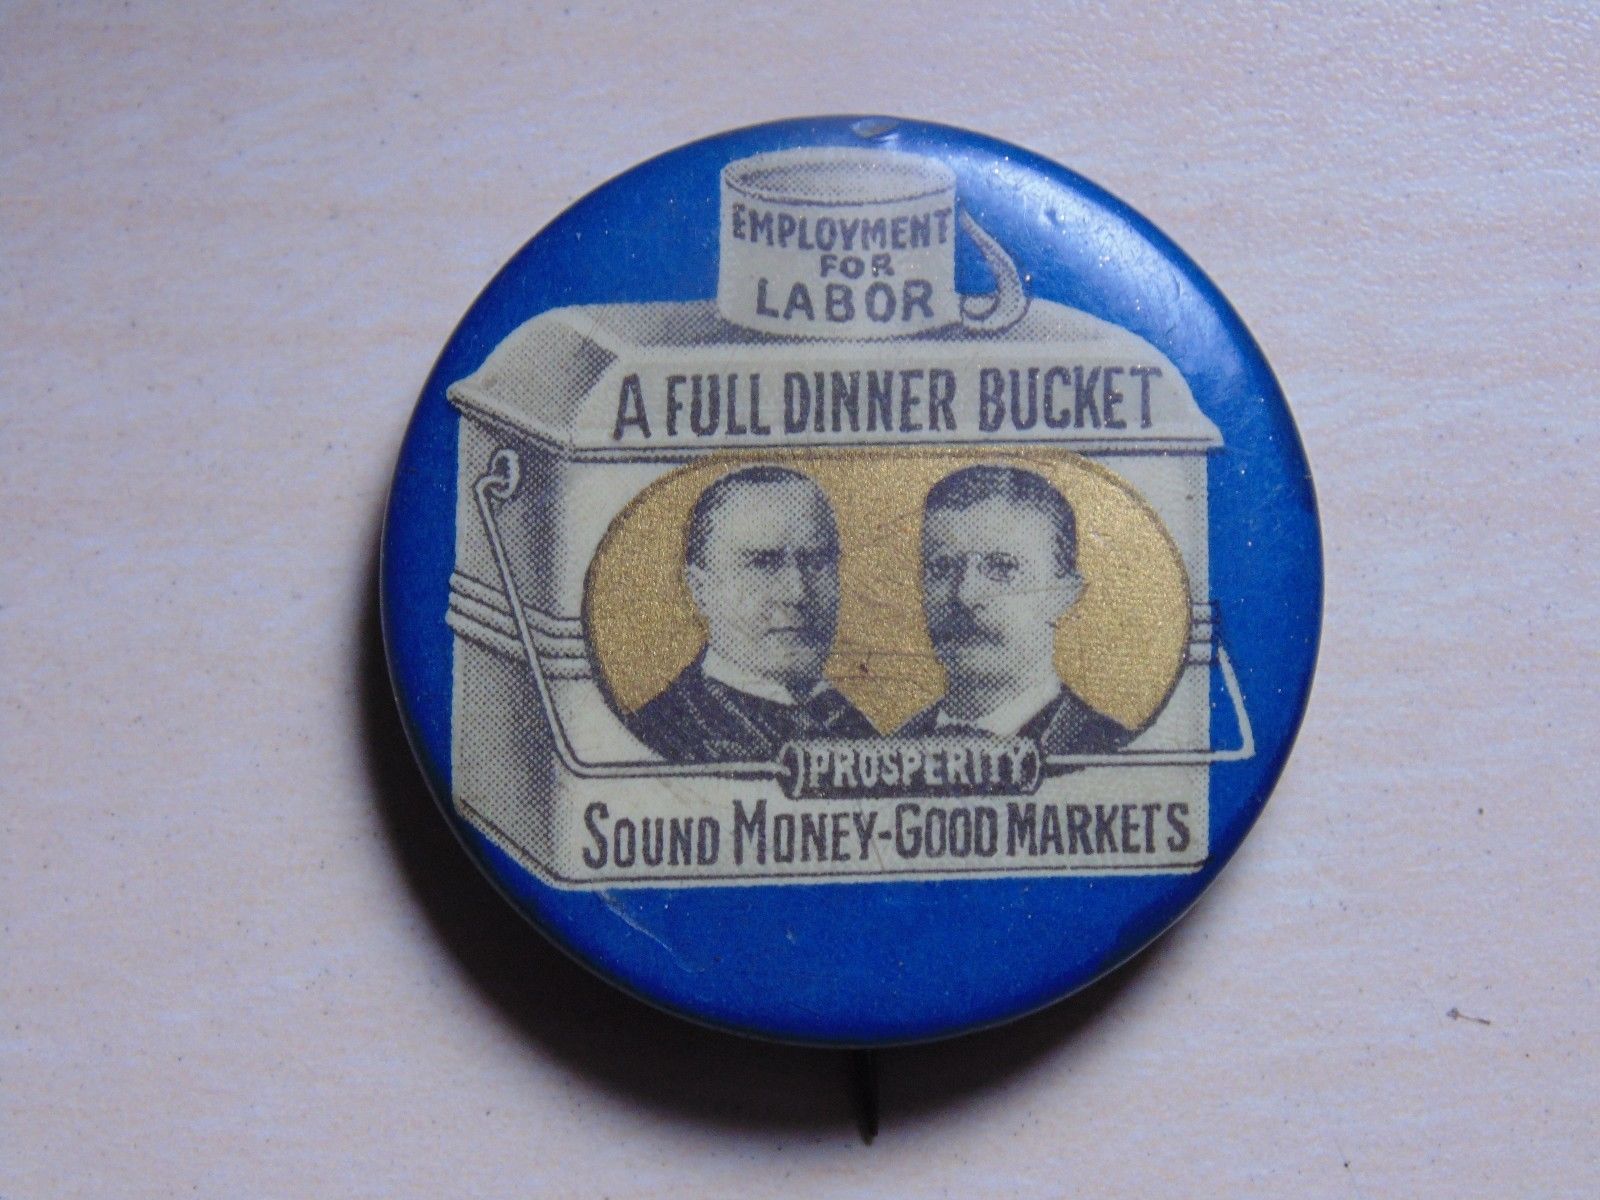 EMPLOYMENT
FOR
LABOR
A FULL DINNER BUCKET
PROSPERITY
SOUND MONEY-GOOD MARKETS